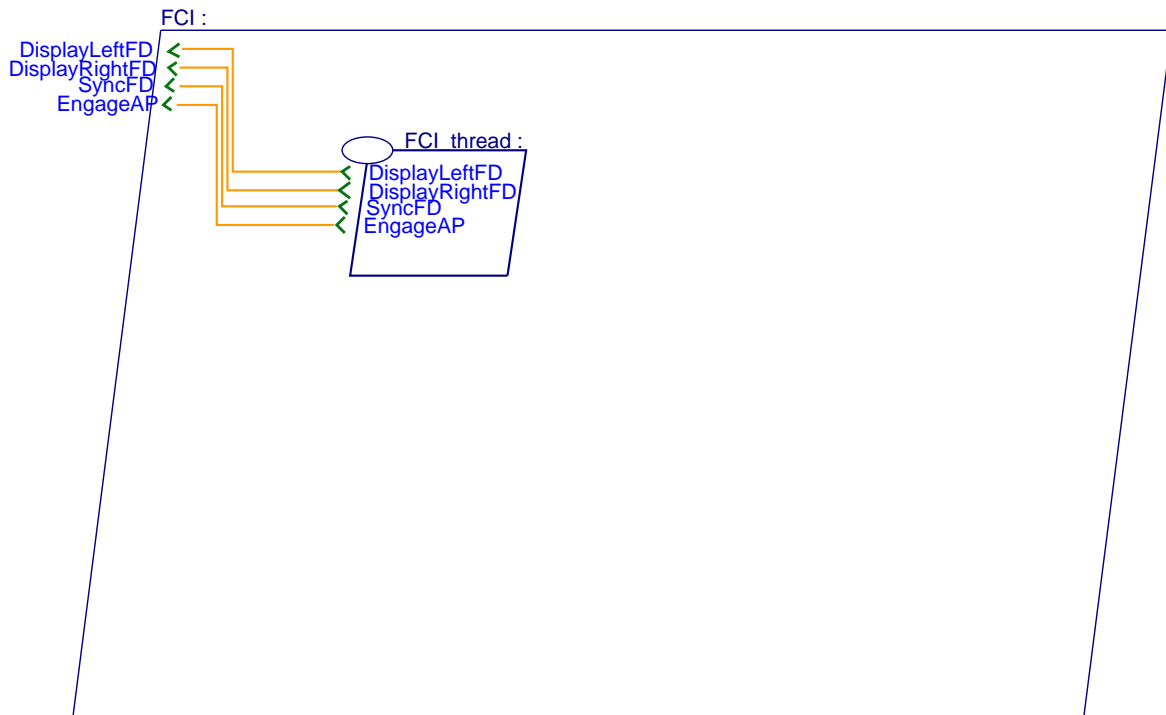 FCI :
DisplayLeftFD
DisplayRightFD
SyncFD
EngageAP
FCI_thread :
DisplayLeftFD
DisplayRightFD
SyncFD
EngageAP